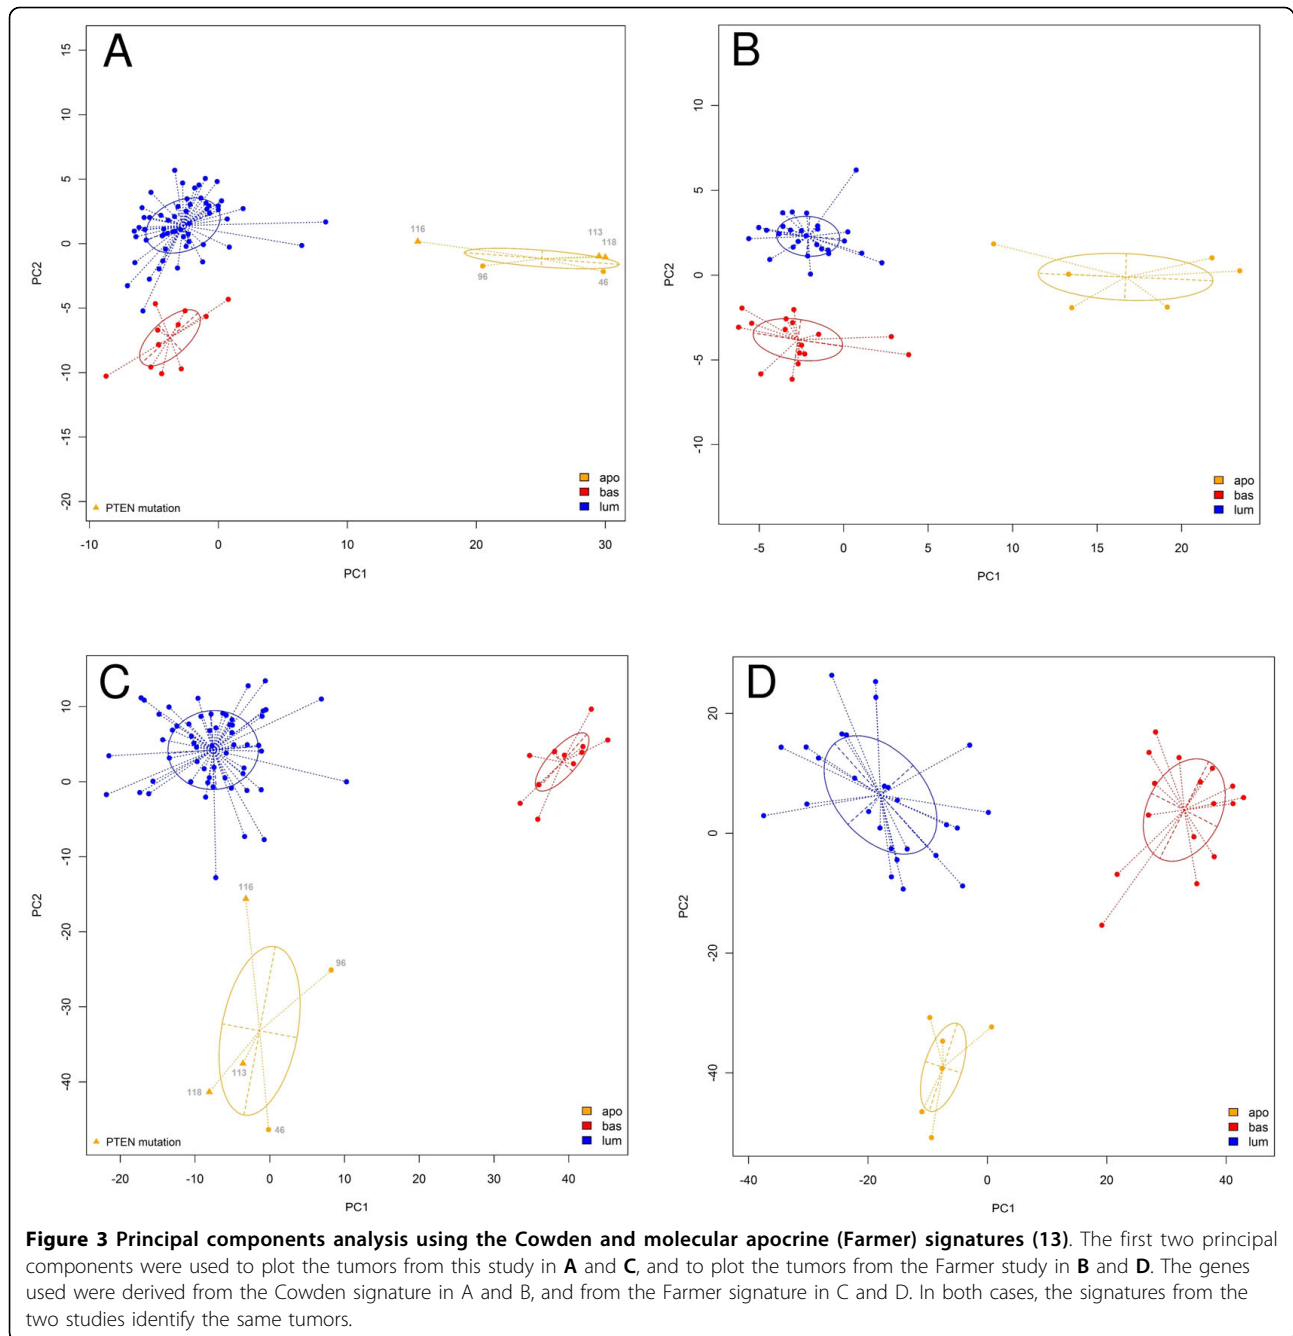 A
15
10
5
0
-5
-10
-15
-20
PC2
116
113
118
96
46
apo
bas
lum
PTEN mutation
-10 0 10 20 30
PC1
B
10
5
0
-5
-10
PC2
apo
bas
lum
-5 0 5 10 15 20
PC1
C
10
0
-10
-20
-30
-40
PC2
116
96
113
118
46
apo
bas
lum
PTEN mutation
-20 -10 0 10 20 30 40
PC1
D
20
0
-20
-40
PC2
apo
bas
lum
-40 -20 0 20 40
PC1
Figure 3 Principal components analysis using the Cowden and molecular apocrine (Farmer) signatures (13). The first two principal
components were used to plot the tumors from this study in A and C, and to plot the tumors from the Farmer study in B and D. The genes
used were derived from the Cowden signature in A and B, and from the Farmer signature in C and D. In both cases, the signatures from the
two studies identify the same tumors.